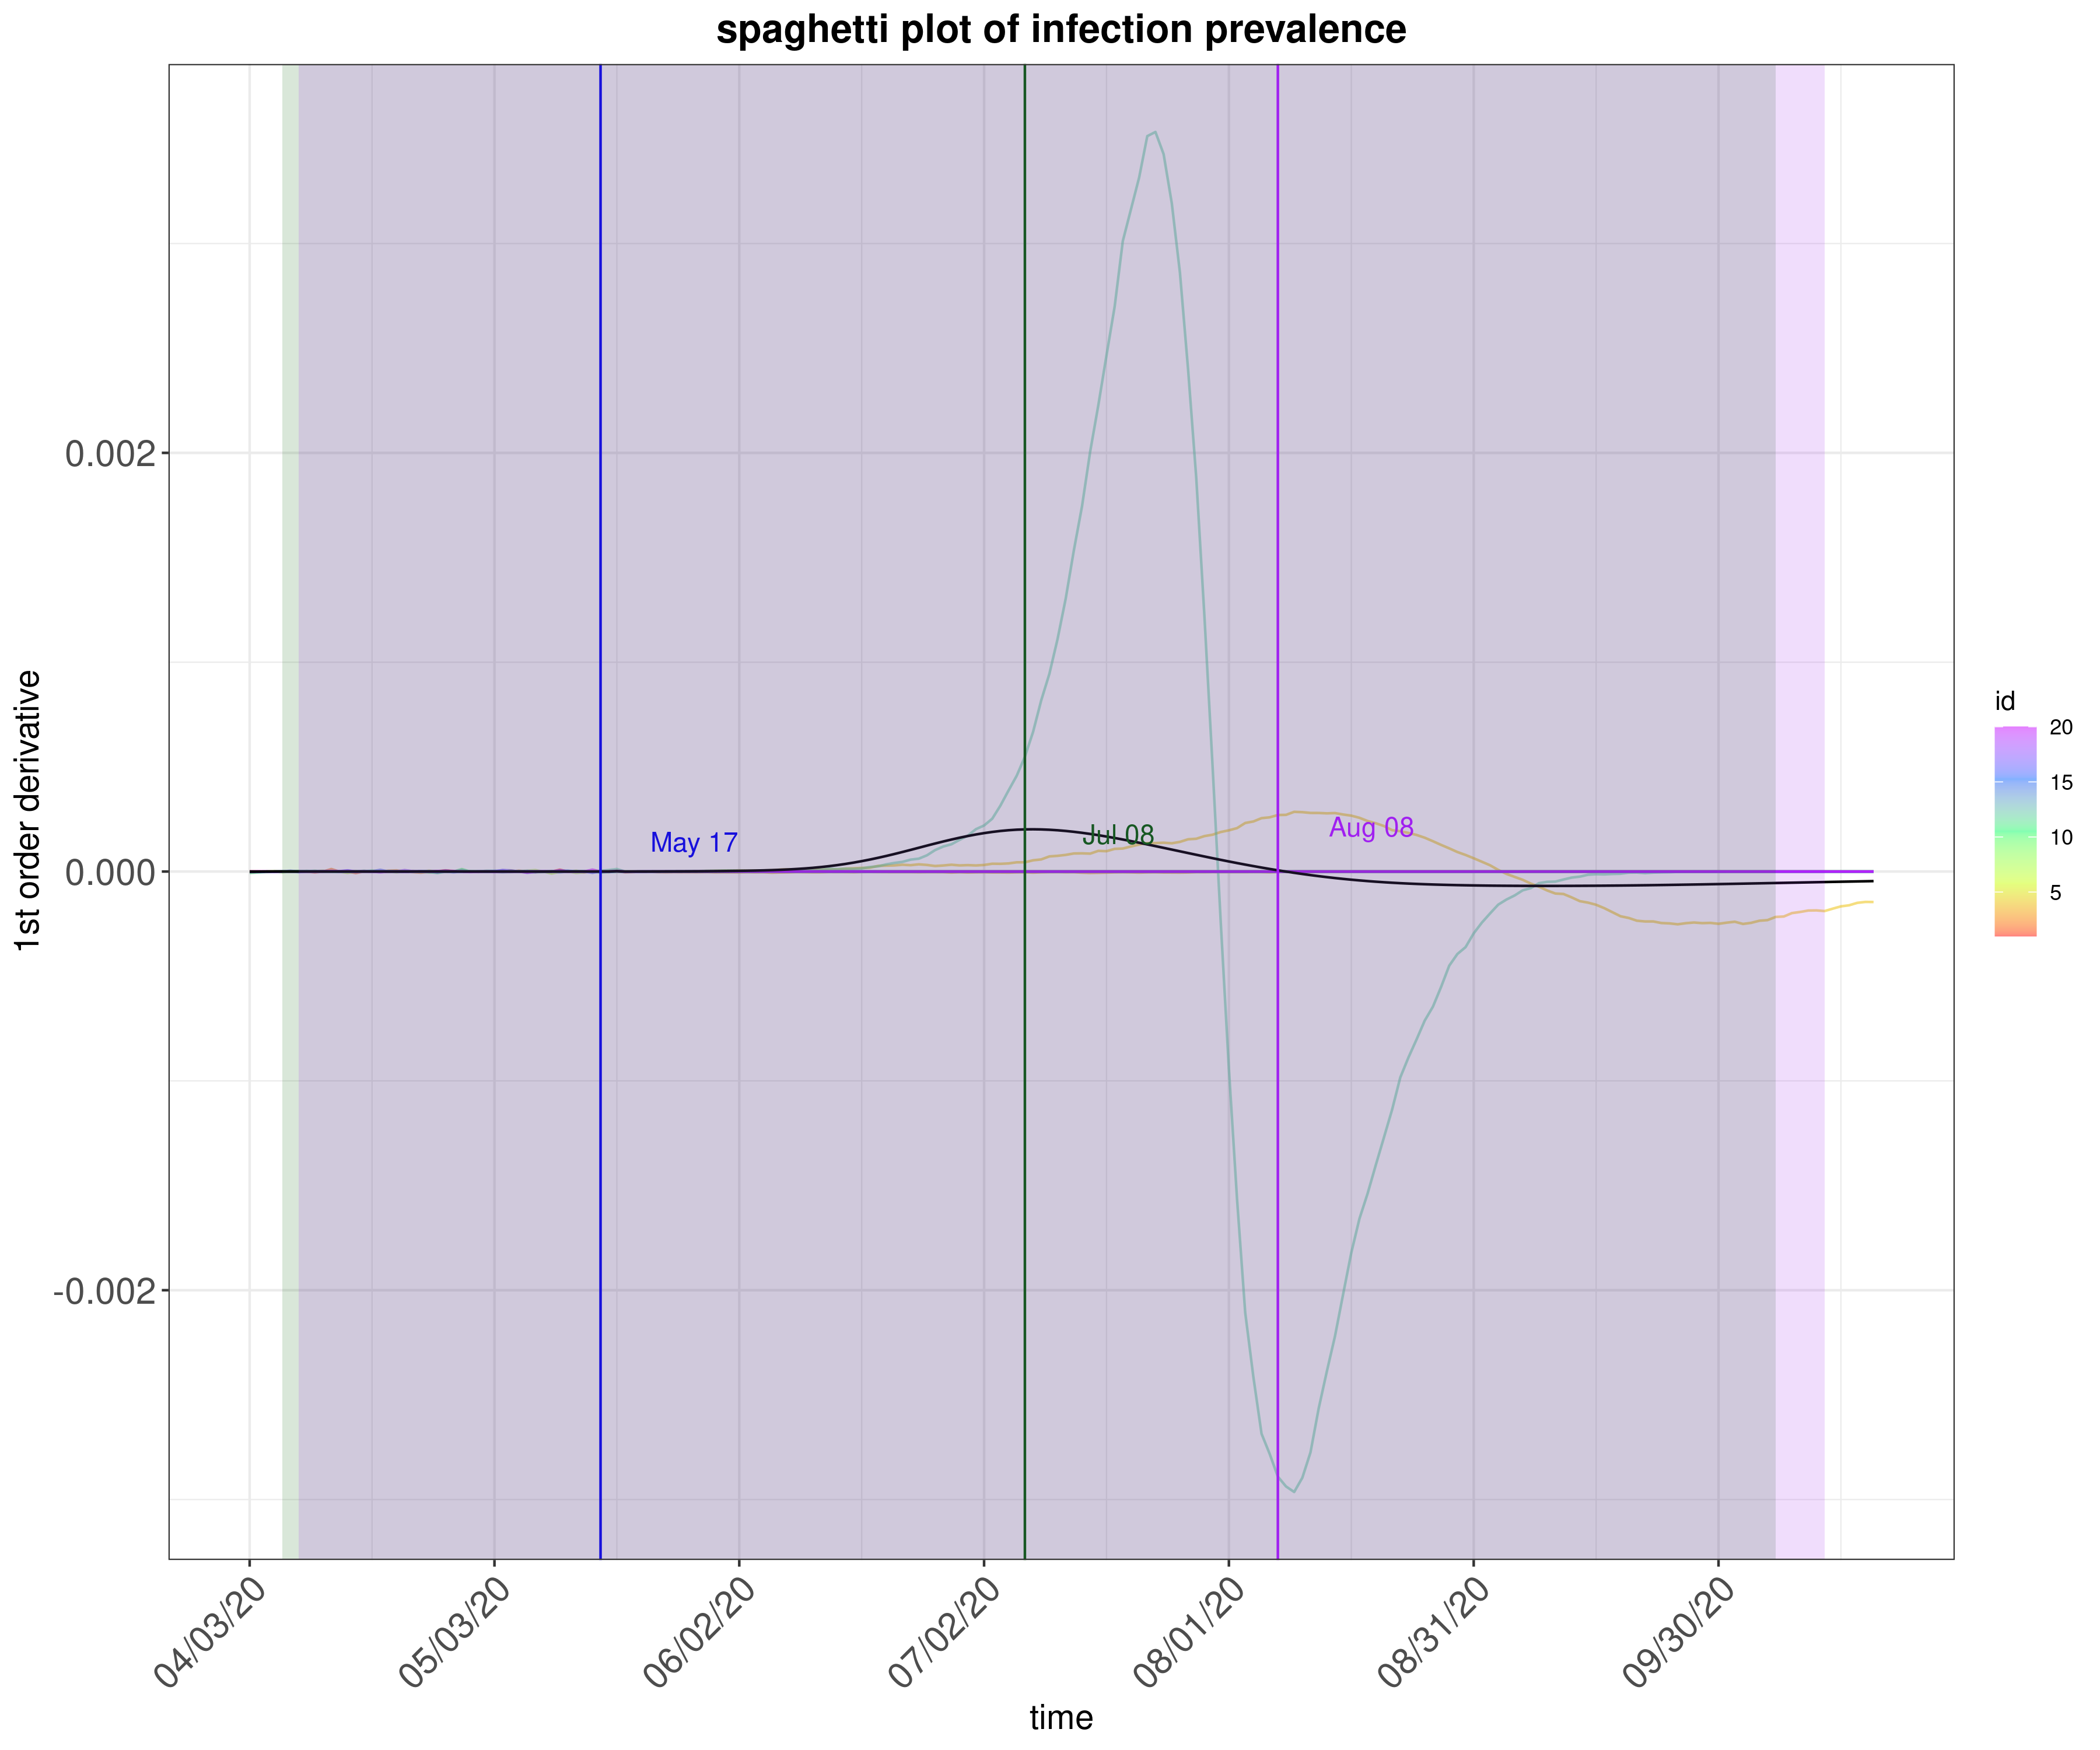 spaghetti plot of infection prevalence
1st order derivative
0.002
0.000
-0.002
May 17
Jul 08
Aug 08
04/03/20
05/03/20
06/02/20
07/02/20
08/01/20
08/31/20
09/30/20
time
id
20
15
10
5